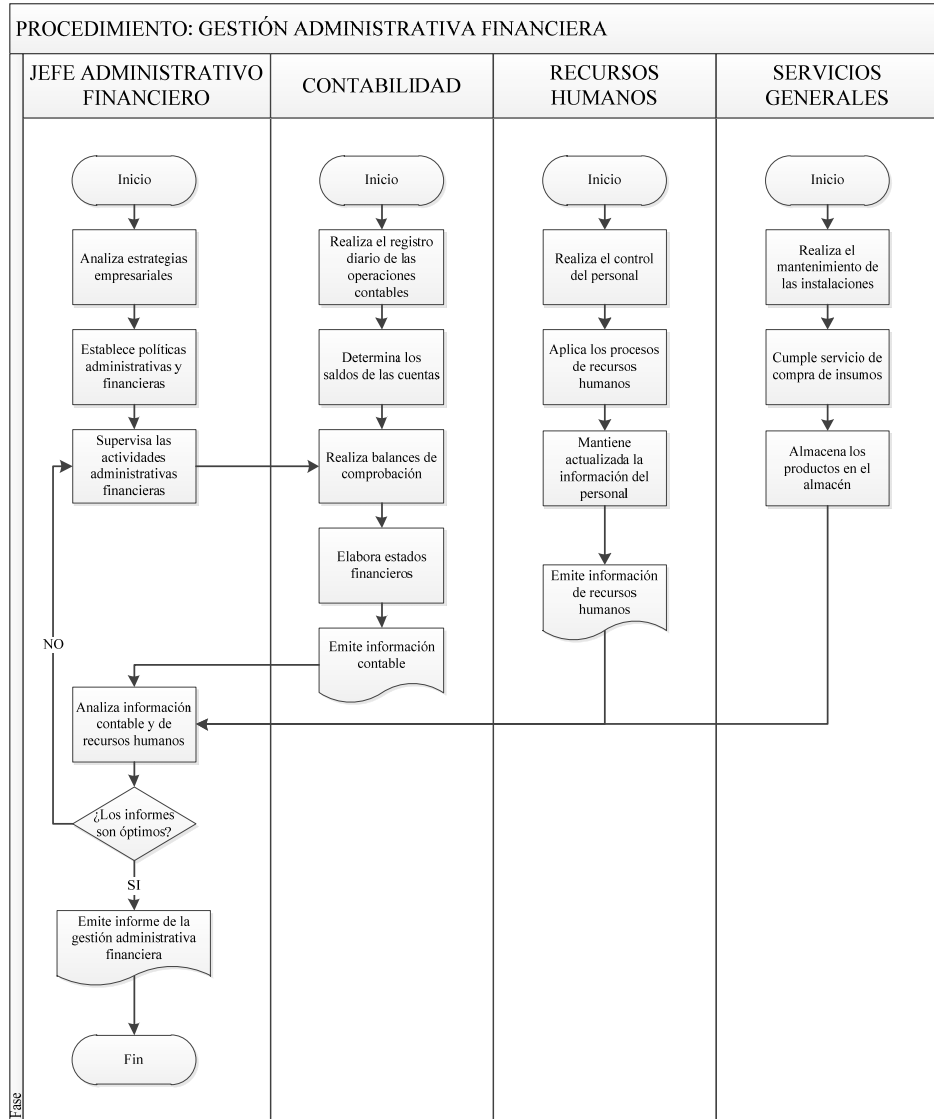 PROCEDIMIENTO: GESTIÓN ADMINISTRATIVA FINANCIERA
JEFE ADMINISTRATIVO
FINANCIERO
CONTABILIDAD
RECURSOS
HUMANOS
SERVICIOS
GENERALES
Inicio
Analiza estrategias
empresariales
Establece políticas
administrativas y
financieras
Supervisa las
actividades
administrativas
financieras
NO
Analiza información
contable y de
recursos humanos
¿Los informes
son óptimos?
SI
Emite informe de la
gestión administrativa
financiera
Fin
Inicio
Realiza el registro
diario de las
operaciones
contables
Determina los
saldos de las cuentas
Realiza balances de
comprobación
Elabora estados
financieros
Emite información
contable
Inicio
Realiza el control
del personal
Aplica los procesos
de recursos
humanos
Mantiene
actualizada la
información del
personal
Emite información
de recursos
humanos
Inicio
Realiza el
mantenimiento de
las instalaciones
Cumple servicio de
compra de insumos
Almacena los
productos en el
almacén
Fase